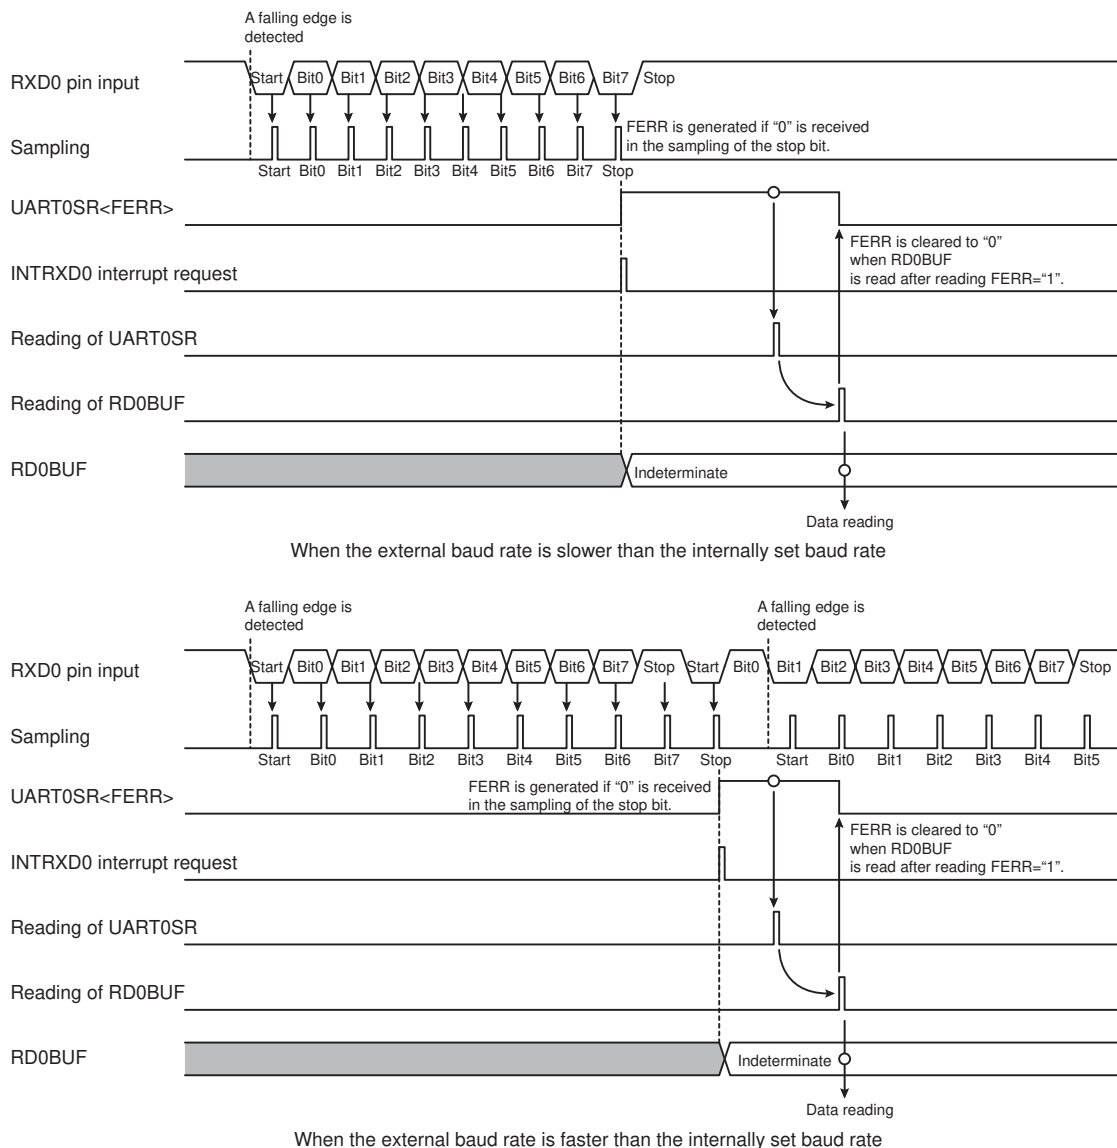 A falling edge is
detected
RXD0 pin input
Start Bit0 Bit1 Bit2 Bit3 Bit4 Bit5 Bit6 Bit7 Stop
FERR is generated if “0” is received
in the sampling of the stop bit.
Sampling
Start Bit0 Bit1 Bit2 Bit3 Bit4 Bit5 Bit6 Bit7 Stop
UART0SR<FERR>
FERR is cleared to “0”
when RD0BUF
is read after reading FERR=“1”.
INTRXD0 interrupt request
Reading of UART0SR
Reading of RD0BUF
RD0BUF
Indeterminate
Data reading
When the external baud rate is slower than the internally set baud rate
A falling edge is
detected
A falling edge is
detected
RXD0 pin input
Start Bit0 Bit1 Bit2 Bit3 Bit4 Bit5 Bit6 Bit7 Stop Start Bit0 Bit1 Bit2 Bit3 Bit4 Bit5 Bit6 Bit7 Stop
Sampling
Start Bit0 Bit1 Bit2 Bit3 Bit4 Bit5 Bit6 Bit7 Stop Start Bit0 Bit1 Bit2 Bit3 Bit4 Bit5
FERR is generated if “0” is received
in the sampling of the stop bit.
UART0SR<FERR>
FERR is cleared to “0”
when RD0BUF
is read after reading FERR=“1”.
INTRXD0 interrupt request
Reading of UART0SR
Reading of RD0BUF
RD0BUF
Indeterminate
Data reading
When the external baud rate is faster than the internally set baud rate